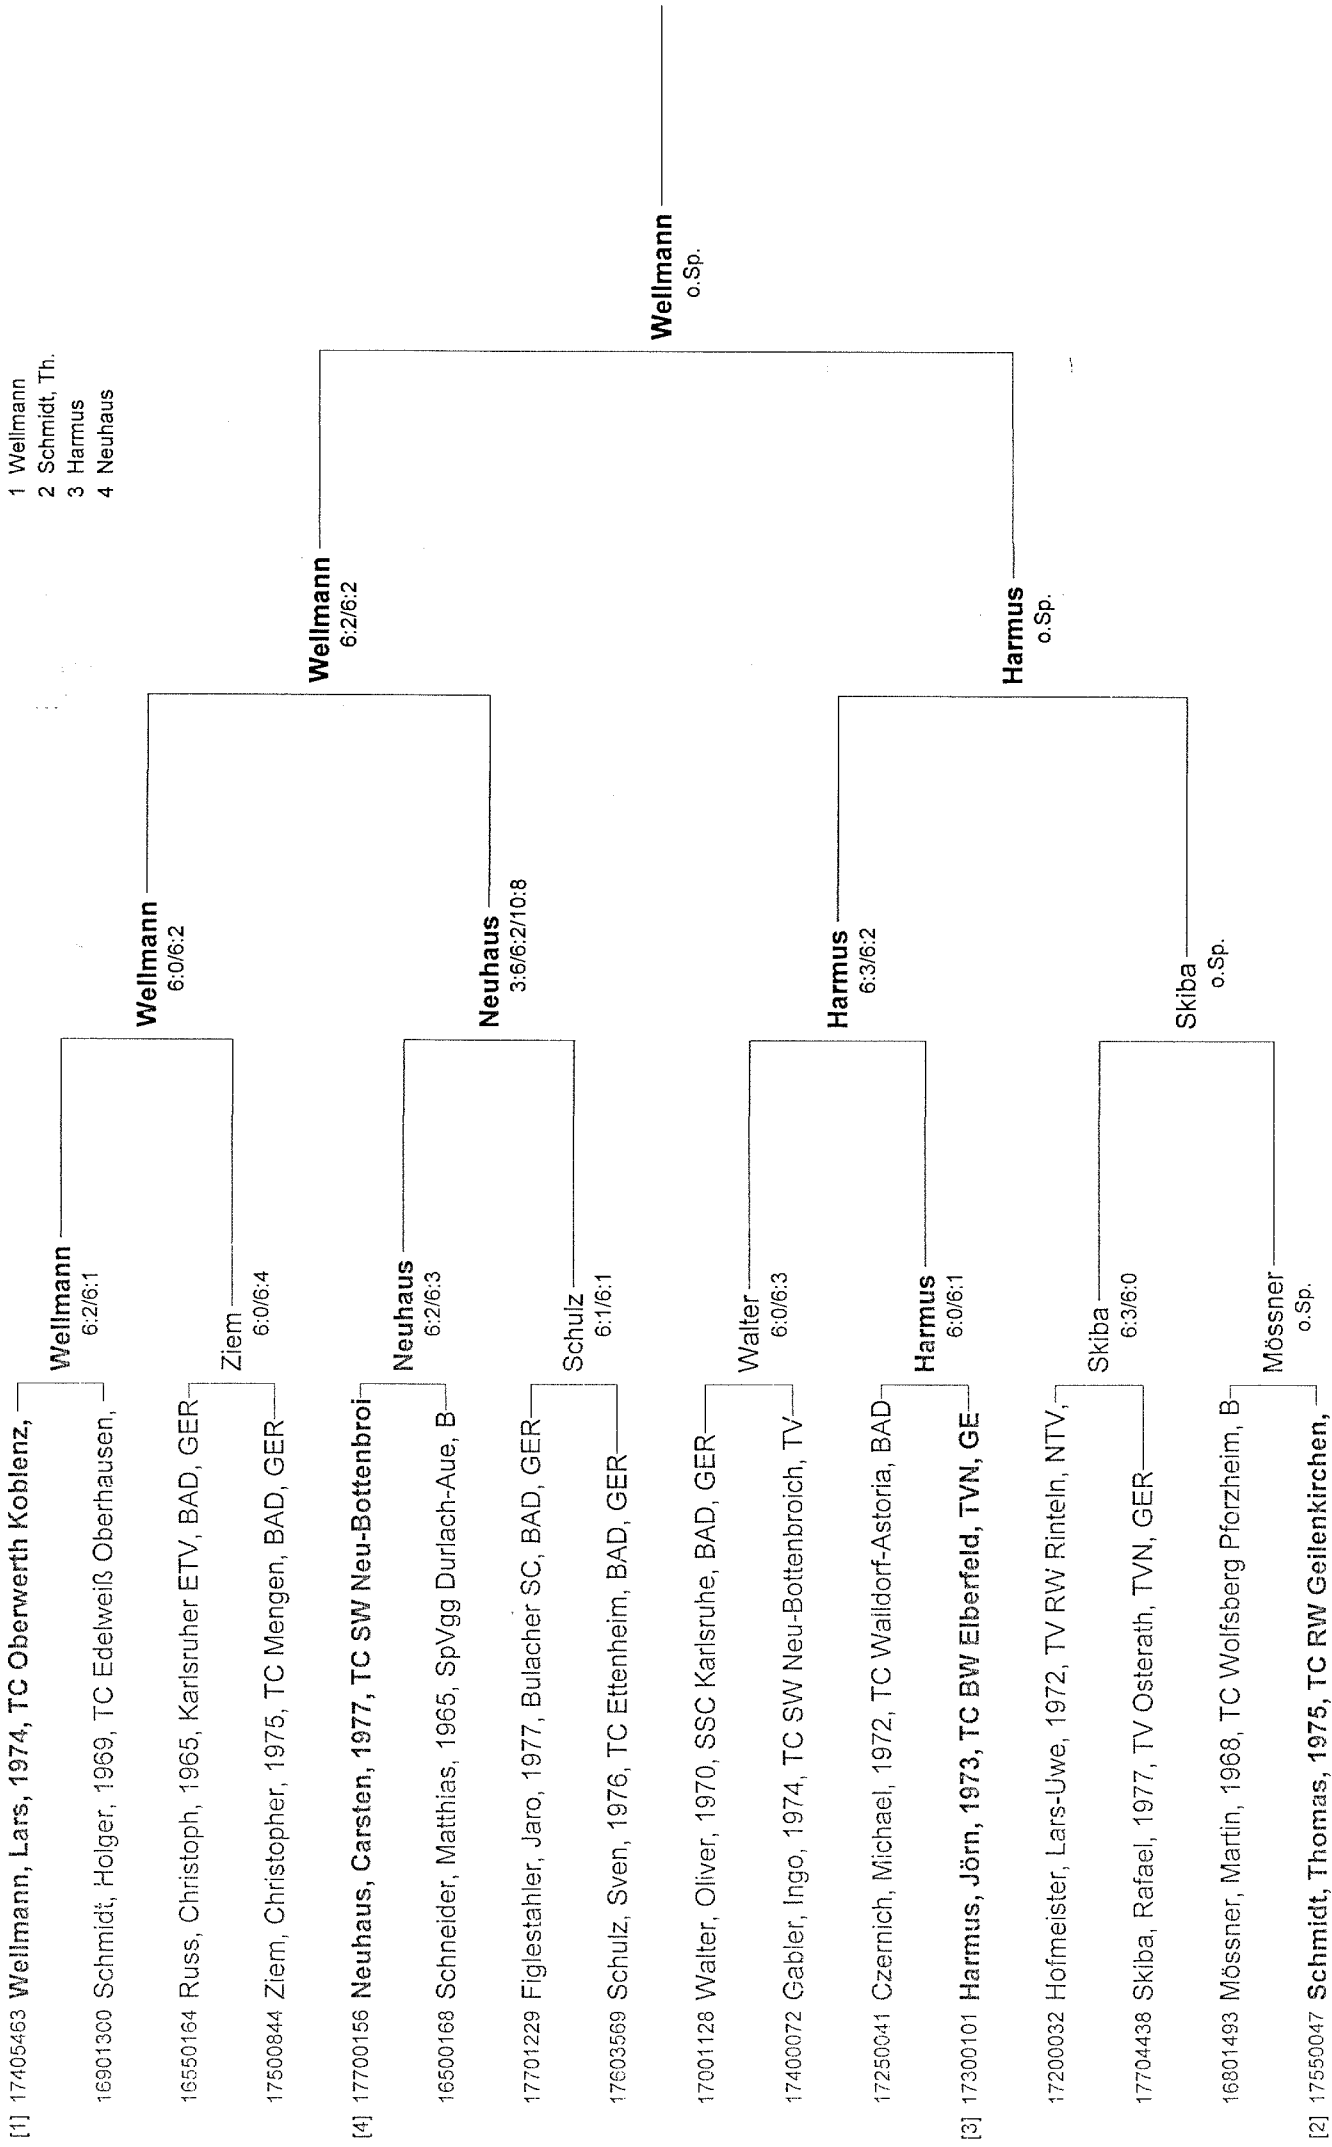 1 Wellmann
2 Schmidt, Th.
3 Harmus
4 Neuhaus
[1] 17405463 Wellmann, Lars, 1974, TC Oberwerth Koblenz,
16901300 Schmidt, Holger, 1969, TC Edelweiß Oberhausen,
16550164 Russ, Christoph, 1965, Karlsruher ETV, BAD, GER
17500844 Ziem, Christopher, 1975, TC Mengen, BAD, GER
[4] 17700156 Neuhaus, Carsten, 1977, TC SW Neu-Bottenbroi
16500168 Schneider, Matthias, 1965, SpVgg Durlach-Aue, B
17701229 Figlestahler, Jaro, 1977, Bulacher SC, BAD, GER
17603569 Schulz, Sven, 1976, TC Ettenheim, BAD, GER
17001128 Walter, Oliver, 1970, SSC Karlsruhe, BAD, GER
17400072 Gabler, Ingo, 1974, TC SW Neu-Bottenbroich, TV
17250041 Czernich, Michael, 1972, TC Walldorf-Astoria, BAD
[3] 17300101 Harmus, Jörn, 1973, TC BW Elberfeld, TVN, GE
17200032 Hofmeister, Lars-Uwe, 1972, TV RW Rinteln, NTV,
17704438 Skiba, Rafael, 1977, TV Osterath, TVN, GER
16801493 Mössner, Martin, 1968, TC Wolfsberg Pforzheim, B
[2] 17550047 Schmidt, Thomas, 1975, TC RW Geilenkirchen,
Wellmann
6:2/6:1
Ziem
6:0/6:4
Neuhaus
6:2/6:3
Schulz
6:1/6:1
Walter
6:0/6:3
Harmus
6:0/6:1
Skiba
6:3/6:0
Mössner
o.Sp.
Wellmann
6:0/6:2
Neuhaus
3:6/6:2/10:8
Harmus
6:3/6:2
Skiba
o.Sp.
Wellmann
6:2/6:2
Harmus
o.Sp.
Wellmann
o.Sp.